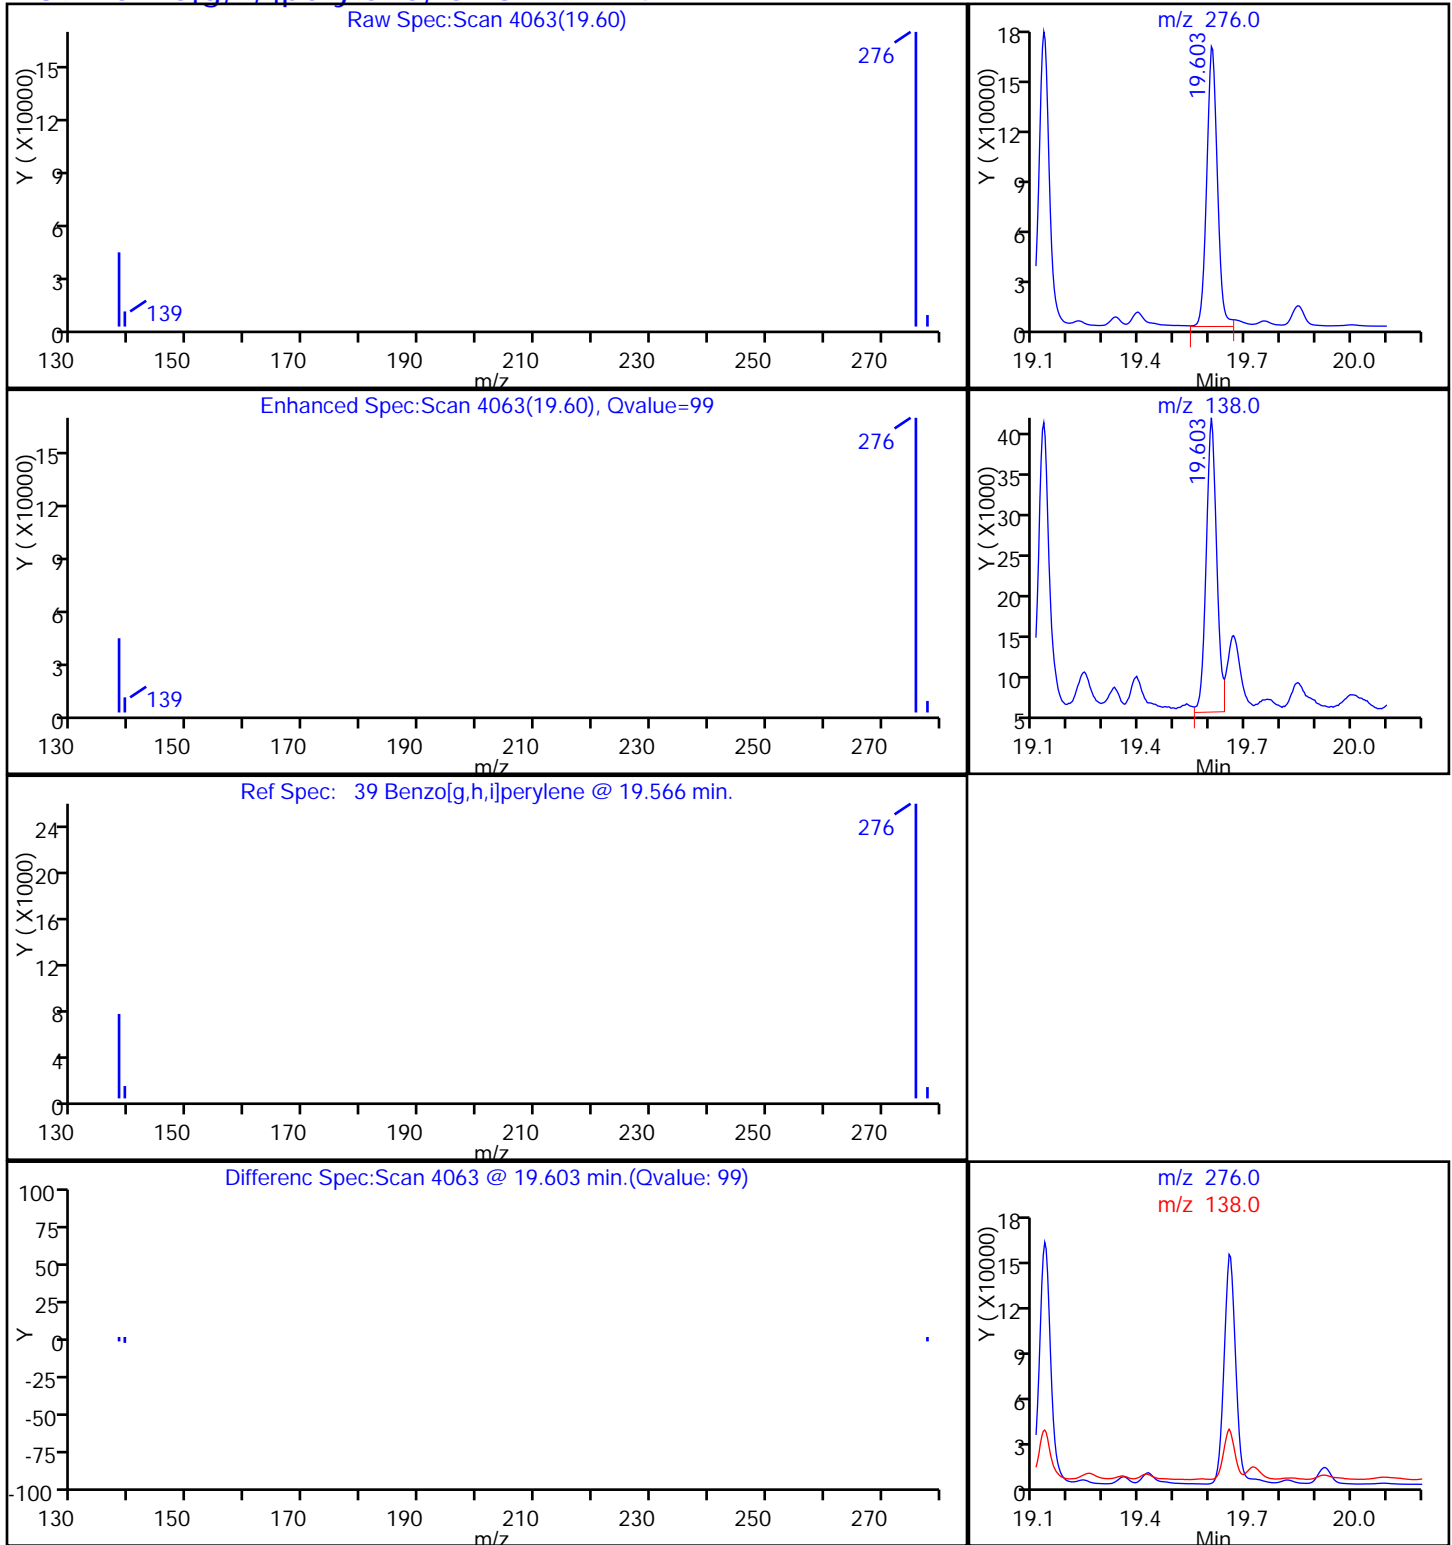 Raw Spec:Scan 4063(19.60)
Y ( X10000)
15
12
9
6
3
0
276
139
130 150 170 190 210 230 250 270
m/z
m/z 276.0
Y ( X10000)
18
15
12
9
6
3
0
19.603
19.1 19.4 19.7 20.0
Min
Enhanced Spec:Scan 4063(19.60), Qvalue=99
Y ( X10000)
15
12
9
6
3
0
276
139
130 150 170 190 210 230 250 270
m/z
m/z 138.0
Y ( X1000)
40
35
30
25
20
15
10
5
19.603
19.1 19.4 19.7 20.0
Min
Ref Spec: 39 Benzo[g,h,i]perylene @ 19.566 min.
Y ( X1000)
24
20
16
12
8
4
0
276
130 150 170 190 210 230 250 270
m/z
Differenc Spec:Scan 4063 @ 19.603 min.(Qvalue: 99)
Y
100
75
50
25
0
-25
-50
-75
-100
130 150 170 190 210 230 250 270
m/z
m/z 276.0
m/z 138.0
Y ( X10000)
18
15
12
9
6
3
0
19.1 19.4 19.7 20.0
Min